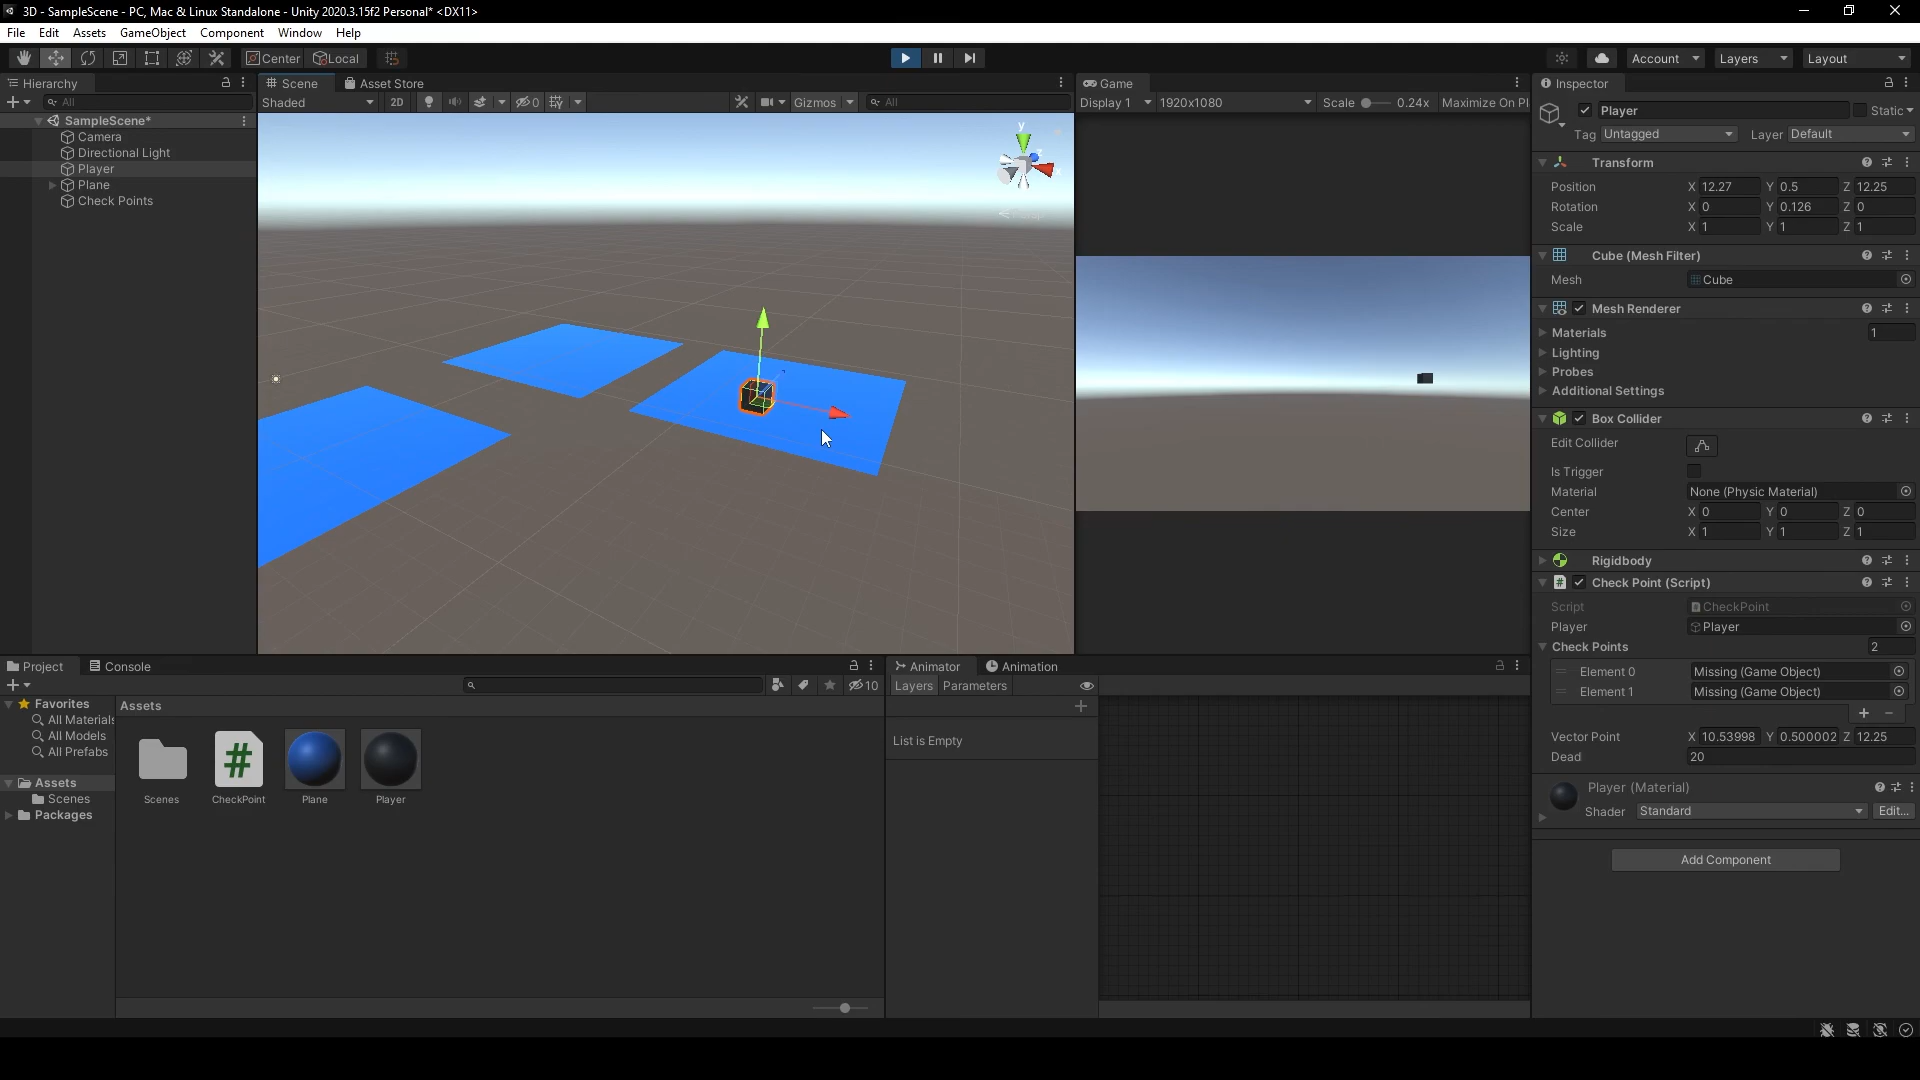 3D - SampleScene - PC, Mac & Linux Standalone - Unity 2020.3.15f2 Personal* <DX11>
File Edit Assets GameObject Component Window Help
Center Local Account Layers Layout
Hierarchy
All
SampleScene*
Camera
Directional Light
Player
Plane
Check Points
Scene Asset Store
Shaded 2D 0 Gizmos All
y
Game
Display 1 1920x1080 Scale 0.24x Maximize On Pl
Inspector
Player Static
Tag Untagged Layer Default
Transform
Position X 12.27 Y 0.5 Z 12.25
Rotation X 0 Y 0.126 Z 0
Scale X 1 Y 1 Z 1
Cube (Mesh Filter)
Mesh Cube
Mesh Renderer
Materials 1
Lighting
Probes
Additional Settings
Box Collider
Edit Collider
Is Trigger
Material None (Physic Material)
Center X 0 Y 0 Z 0
Size X 1 Y 1 Z 1
Rigidbody
# Check Point (Script)
Script CheckPoint
Player Player
Check Points 2
Element 0 Missing (Game Object)
Element 1 Missing (Game Object)
Vector Point X 10.53998 Y 0.500002 Z 12.25
Dead 20
Player (Material)
Shader Standard Edit...
Add Component
Project Console
10
Favorites
All Materials
All Models
All Prefabs
Assets
Scenes
Packages
Assets
#
Scenes CheckPoint Plane Player
Animator Animation
Layers Parameters
List is Empty